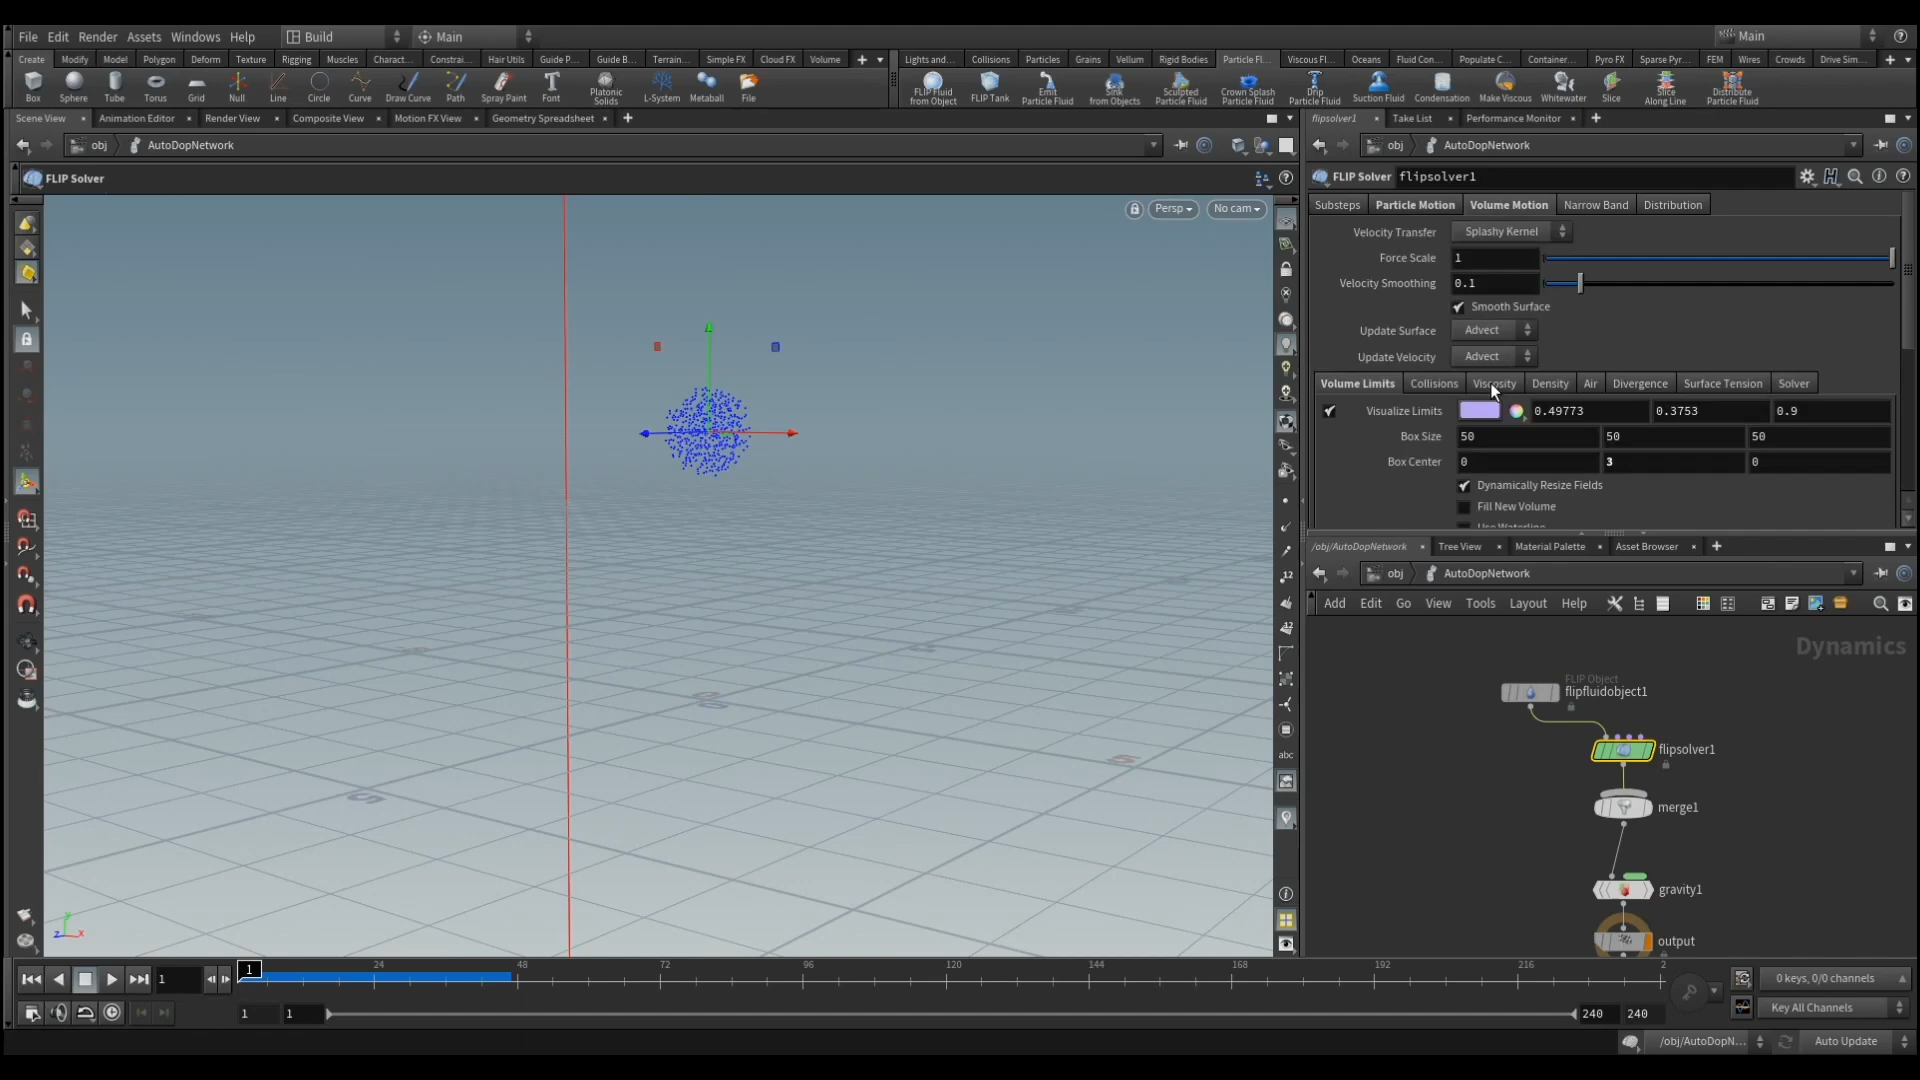 File Edit Render Assets Windows Help Build Main Main
Create Modify Model Polygon Deform Texture Rigging Muscles Charact... Constrai... Hair Utils Guide P... Guide B... Terrain... Simple FX Cloud FX Volume
Lights and... Collisions Particles Grains Vellum Rigid Bodies Particle Fl... Viscous Fl... Oceans Fluid Con... Populate C... Container... Pyro FX Sparse Pyr... FEM Wires Crowds Drive Sim...
Box Sphere Tube Torus Grid Null Line Circle Curve Draw Curve Path Spray Paint Font Platonic Solids L-System Metaball File
FLIP Fluid from Object FLIP Tank Emit Particle Fluid Sink from Objects Sculpted Particle Fluid Crown Splash Particle Fluid Drip Particle Fluid Suction Fluid Condensation Make Viscous Whitewater Slice Slice Along Line Distribute Particle Fluid
Scene View Animation Editor Render View Composite View Motion FX View Geometry Spreadsheet
flipsolver1 Take List Performance Monitor
obj AutoDopNetwork
obj AutoDopNetwork
FLIP Solver
FLIP Solver flipsolver1
Persp No cam
Substeps Particle Motion Volume Motion Narrow Band Distribution
Velocity Transfer Splashy Kernel
Force Scale 1
Velocity Smoothing 0.1
Smooth Surface
Update Surface Advect
Update Velocity Advect
Volume Limits Collisions Viscosity Density Air Divergence Surface Tension Solver
Visualize Limits 0.49773 0.3753 0.9
Box Size 50 50 50
Box Center 0 3 0
Dynamically Resize Fields
Fill New Volume
Use Waterline
/obj/AutoDopNetwork Tree View Material Palette Asset Browser
obj AutoDopNetwork
Add Edit Go View Tools Layout Help
Dynamics
FLIP Object
flipfluidobject1
flipsolver1
merge1
gravity1
output
12
12
abc
5
5
z x y
1 24 48 72 96 120 144 168 192 216 2
1
0 keys, 0/0 channels
1 1 240 240
Key All Channels
/obj/AutoDopN... Auto Update